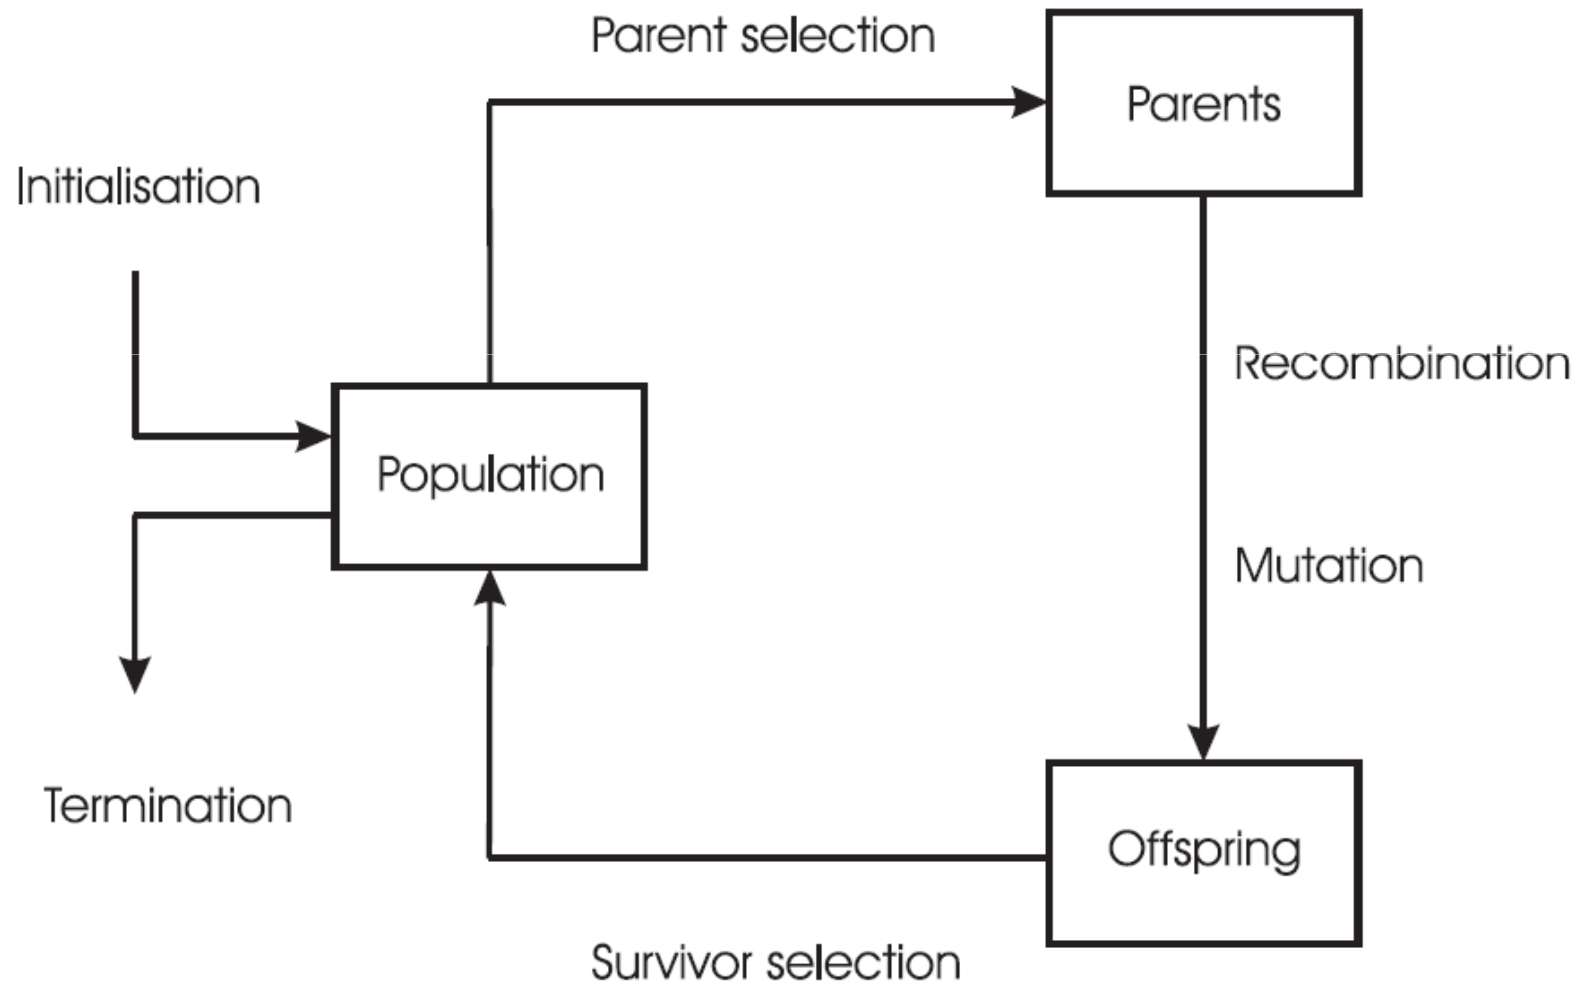 Parent selection
Parents
Initialisation
Recombination
Population
Mutation
Termination
Offspring
Survivor selection